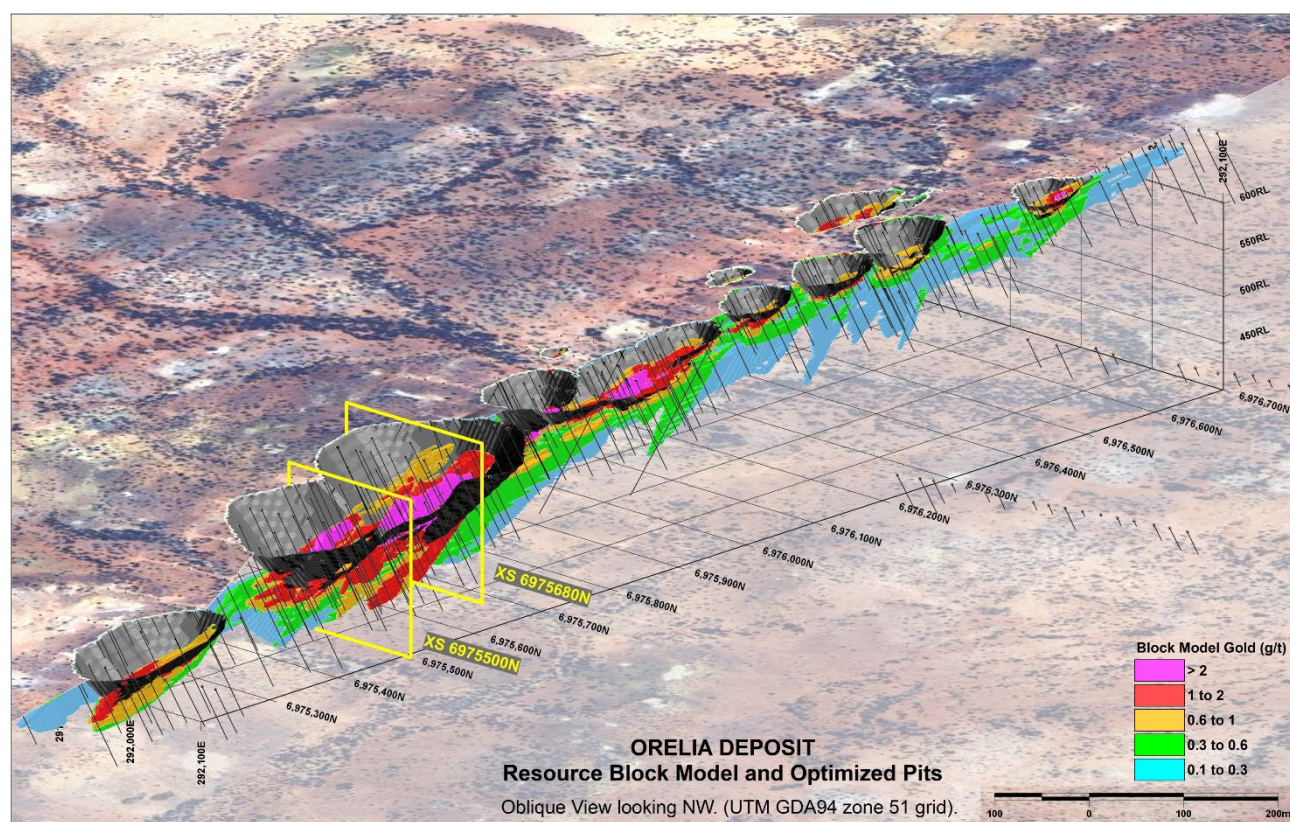 292,100E
600RL
550RL
500RL
450RL
6,976,700N
6,976,600N
6,976,500N
6,976,400N
6,976,300N
6,976,200N
6,976,100N
6,976,000N
6,975,900N
6,975,800N
XS 6975680N
6,975,700N
6,975,600N
XS 6975500N
6,975,500N
6,975,400N
6,975,300N
292,000E
292,100E
Block Model Gold (g/t)
> 2
1 to 2
0.6 to 1
0.3 to 0.6
0.1 to 0.3
ORELIA DEPOSIT
Resource Block Model and Optimized Pits
Oblique View looking NW. (UTM GDA94 zone 51 grid).
100 0 100 200m